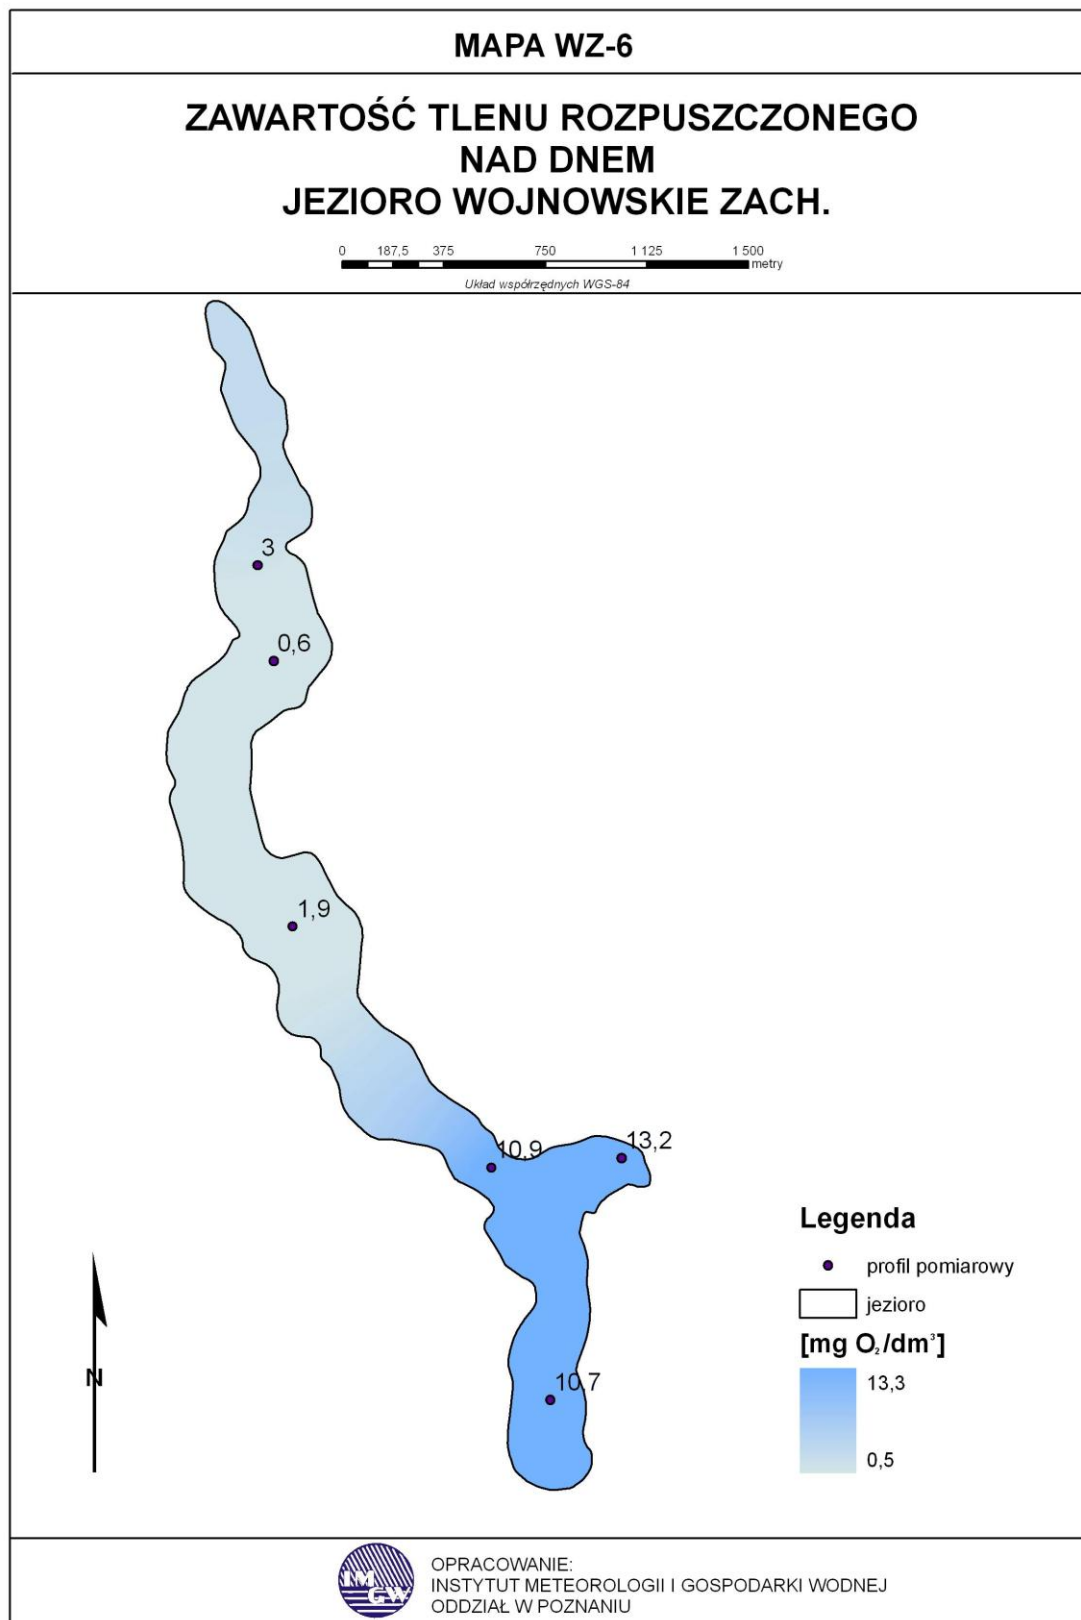 MAPA WZ-6
ZAWARTOŚĆ TLENU ROZPUSZCZONEGO
NAD DNEM
JEZIORO WOJNOWSKIE ZACH.
0 187,5 375 750 1 125 1 500
metry
Układ współrzędnych WGS-84
3
0,6
1,9
10,9
13,2
10,7
N
Legenda
profil pomiarowy
jezioro
[mg O₂/dm³]
13,3
0,5
IM
GW
OPRACOWANIE:
INSTYTUT METEOROLOGII I GOSPODARKI WODNEJ
ODDZIAŁ W POZNANIU